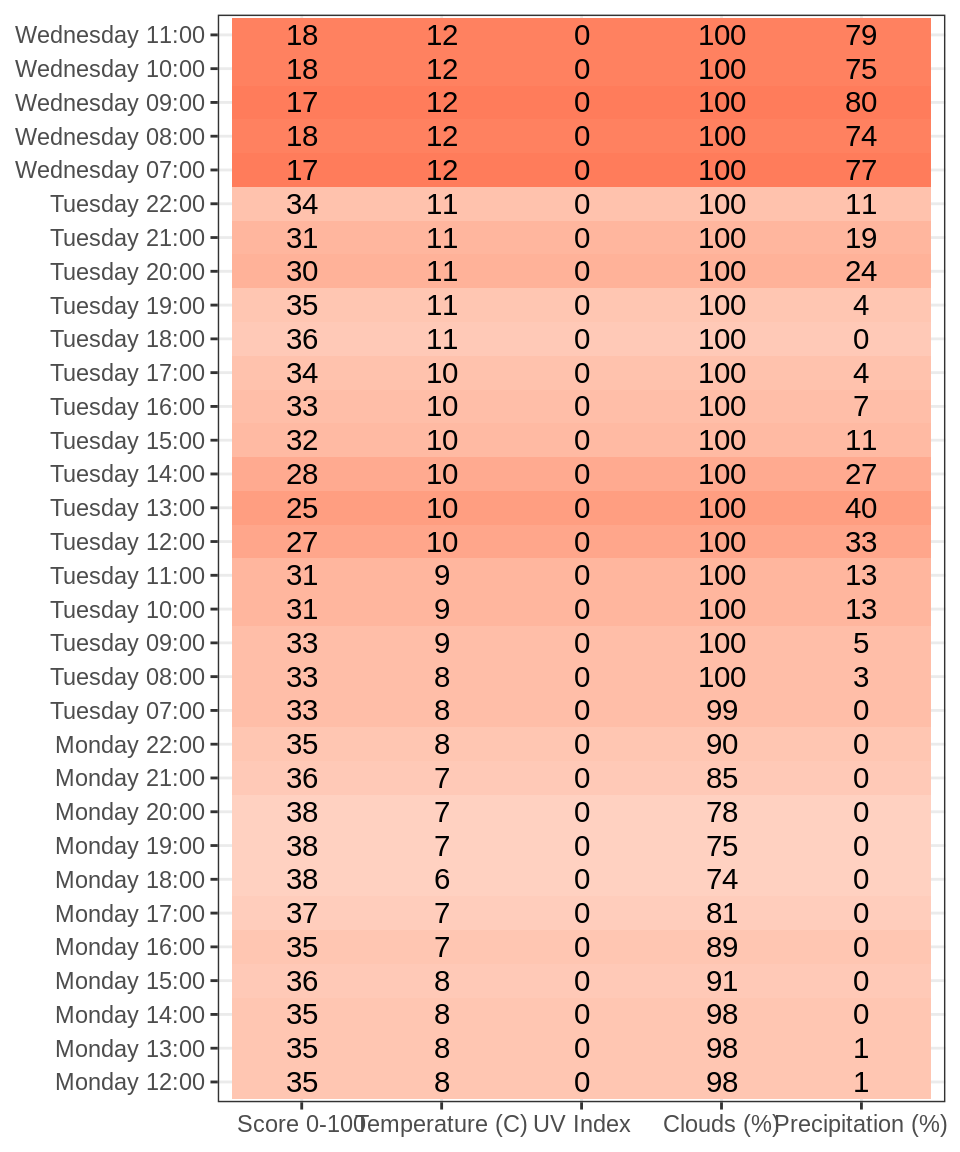 Wednesday 11:00 18 12 0 100 79
Wednesday 10:00 18 12 0 100 75
Wednesday 09:00 17 12 0 100 80
Wednesday 08:00 18 12 0 100 74
Wednesday 07:00 17 12 0 100 77
Tuesday 22:00 34 11 0 100 11
Tuesday 21:00 31 11 0 100 19
Tuesday 20:00 30 11 0 100 24
Tuesday 19:00 35 11 0 100 4
Tuesday 18:00 36 11 0 100 0
Tuesday 17:00 34 10 0 100 4
Tuesday 16:00 33 10 0 100 7
Tuesday 15:00 32 10 0 100 11
Tuesday 14:00 28 10 0 100 27
Tuesday 13:00 25 10 0 100 40
Tuesday 12:00 27 10 0 100 33
Tuesday 11:00 31 9 0 100 13
Tuesday 10:00 31 9 0 100 13
Tuesday 09:00 33 9 0 100 5
Tuesday 08:00 33 8 0 100 3
Tuesday 07:00 33 8 0 99 0
Monday 22:00 35 8 0 90 0
Monday 21:00 36 7 0 85 0
Monday 20:00 38 7 0 78 0
Monday 19:00 38 7 0 75 0
Monday 18:00 38 6 0 74 0
Monday 17:00 37 7 0 81 0
Monday 16:00 35 7 0 89 0
Monday 15:00 36 8 0 91 0
Monday 14:00 35 8 0 98 0
Monday 13:00 35 8 0 98 1
Monday 12:00 35 8 0 98 1
Score 0-100 Temperature (C) UV Index Clouds (%) Precipitation (%)